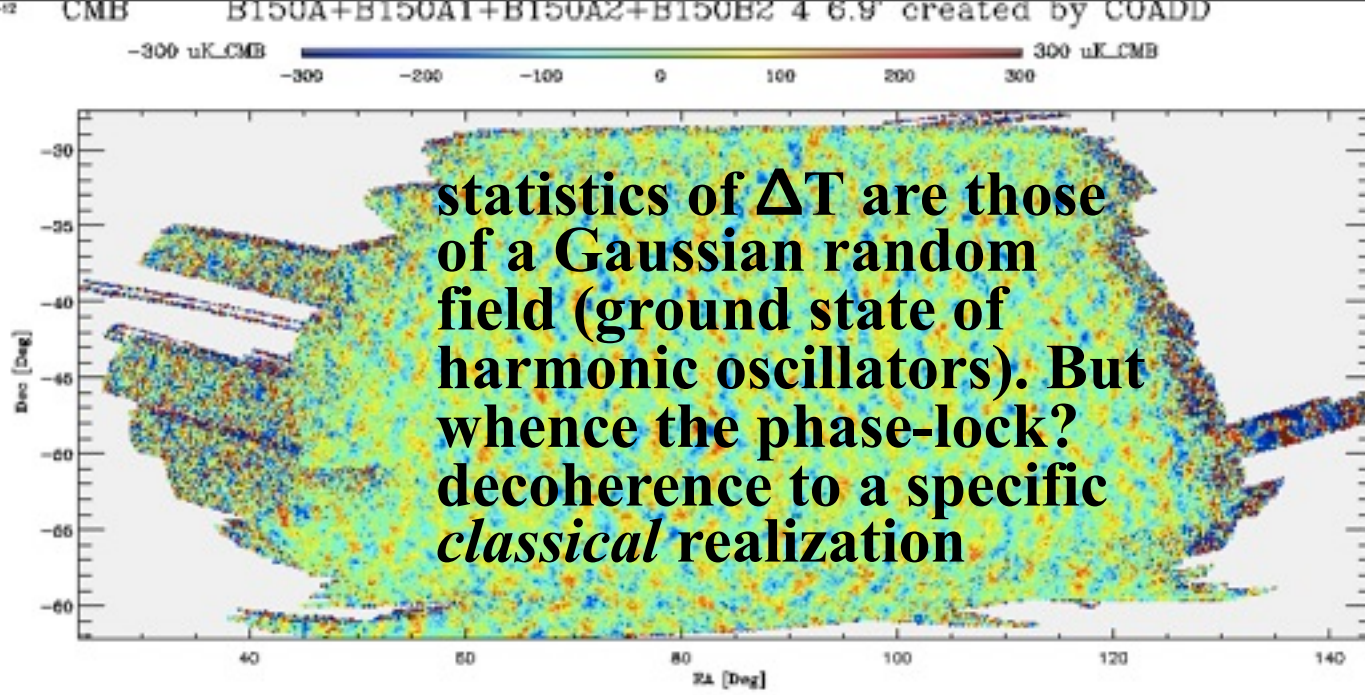 CMB B150A+B150A1+B150A2+B150B2 4 6.9' created by COADD
-300 uK_CMB 300 uK_CMB
-300 -200 -100 0 100 200 300
-30
statistics of ΔT are those
-35
of a Gaussian random
field (ground state of
-40
harmonic oscillators). But
-45
whence the phase-lock?
-50
decoherence to a specific
-55
classical realization
-60
Dec [Deg]
40 60 80 100 120 140
RA [Deg]